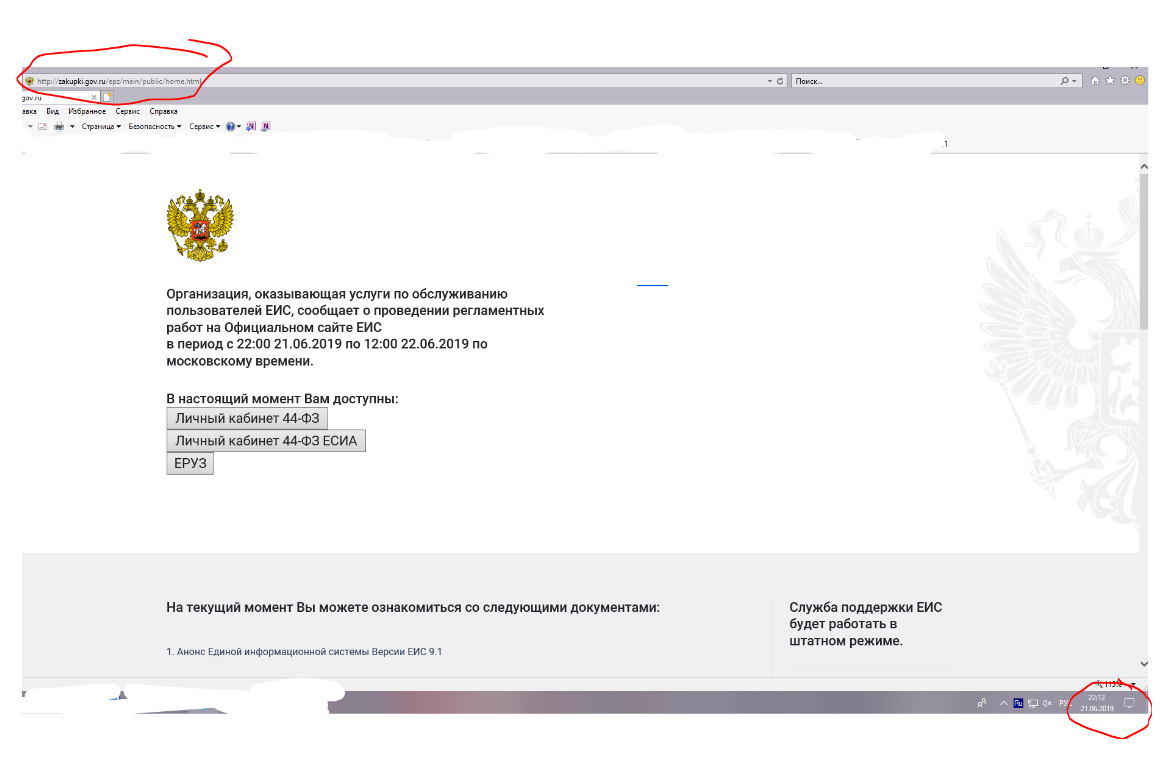 http://zakupki.gov.ru/epz/main/public/home.html
Поиск...
gov.ru
авка Вид Избранное Сервис Справка
Страница Безопасность Сервис
Организация, оказывающая услуги по обслуживанию
пользователей ЕИС, сообщает о проведении регламентных
работ на Официальном сайте ЕИС
в период с 22:00 21.06.2019 по 12:00 22.06.2019 по
московскому времени.
В настоящий момент Вам доступны:
Личный кабинет 44-ФЗ
Личный кабинет 44-ФЗ ЕСИА
ЕРУЗ
На текущий момент Вы можете ознакомиться со следующими документами:
1. Анонс Единой информационной системы Версии ЕИС 9.1
Служба поддержки ЕИС
будет работать в
штатном режиме.
Ru
22:12
21.06.2019